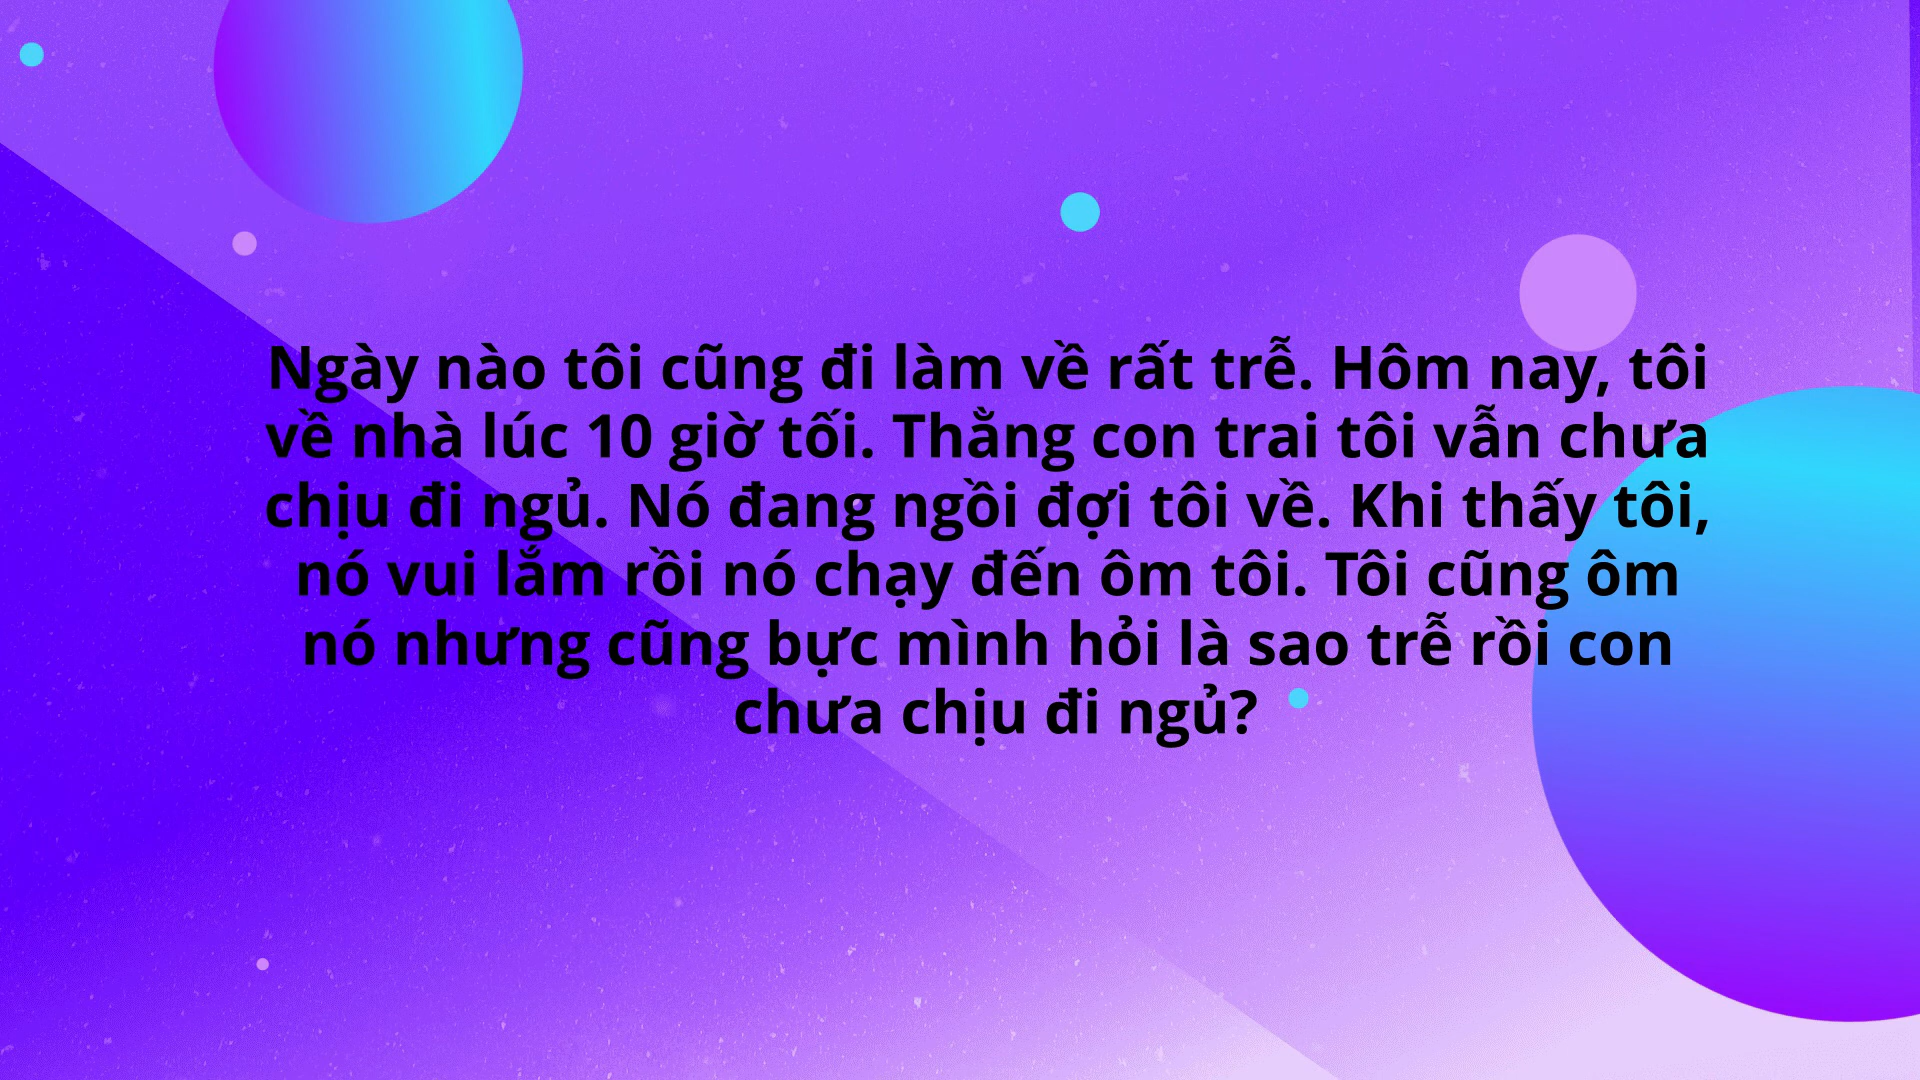 Ngày nào tôi cũng đi làm về rất trễ. Hôm nay, tôi
về nhà lúc 10 giờ tối. Thằng con trai tôi vẫn chưa
chịu đi ngủ. Nó đang ngồi đợi tôi về. Khi thấy tôi,
nó vui lắm rồi nó chạy đến ôm tôi. Tôi cũng ôm
nó nhưng cũng bực mình hỏi là sao trễ rồi con
chưa chịu đi ngủ?